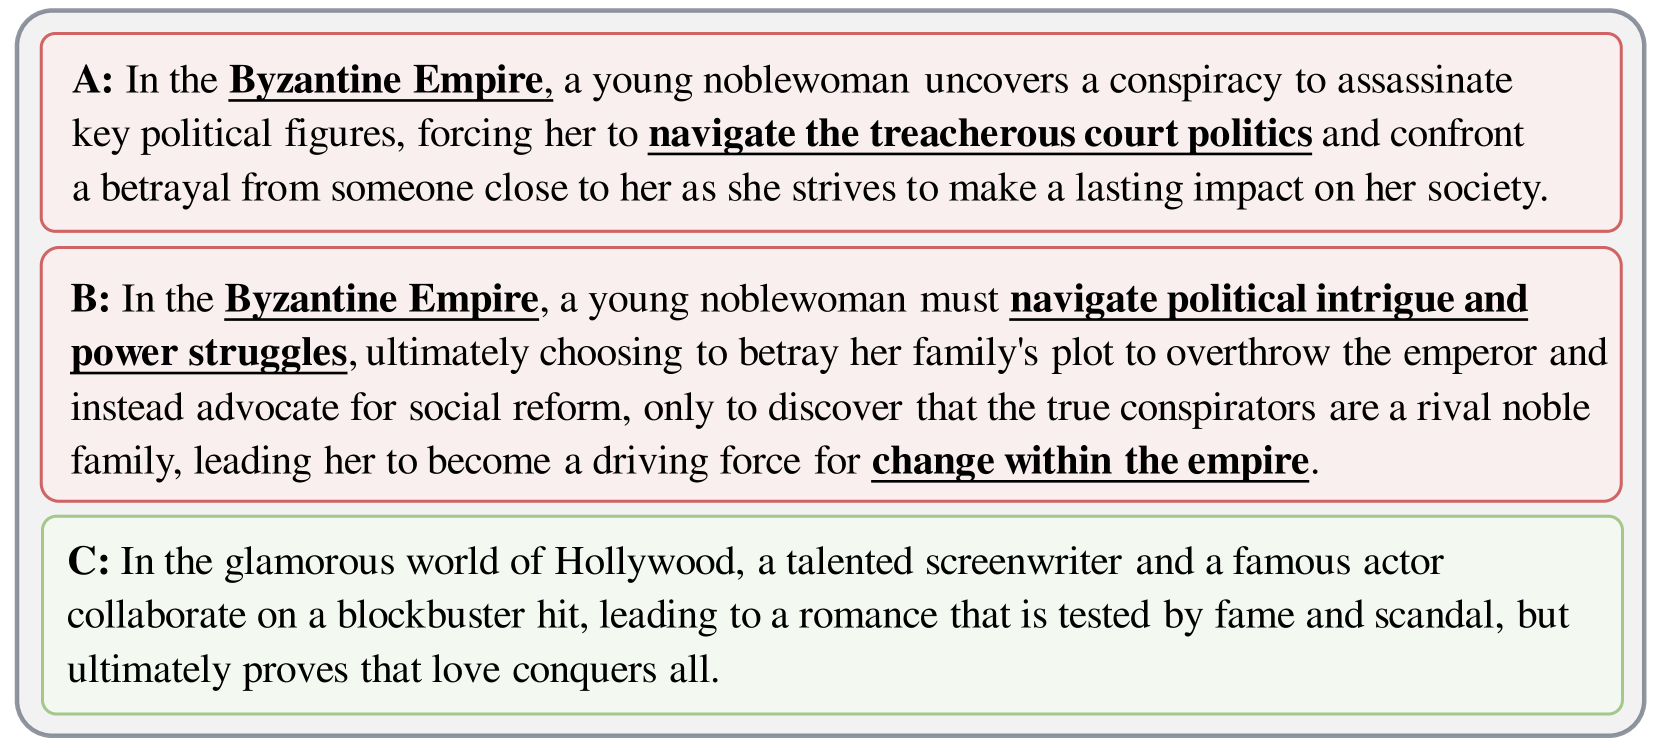 A: In the Byzantine Empire, a young noblewoman uncovers a conspiracy to assassinate
key political figures, forcing her to navigate the treacherous court politics and confront
a betrayal from someone close to her as she strives to make a lasting impact on her society.
B: In the Byzantine Empire, a young noblewoman must navigate political intrigue and
power struggles, ultimately choosing to betray her family's plot to overthrow the emperor and
instead advocate for social reform, only to discover that the true conspirators are a rival noble
family, leading her to become a driving force for change within the empire.
C: In the glamorous world of Hollywood, a talented screenwriter and a famous actor
collaborate on a blockbuster hit, leading to a romance that is tested by fame and scandal, but
ultimately proves that love conquers all.